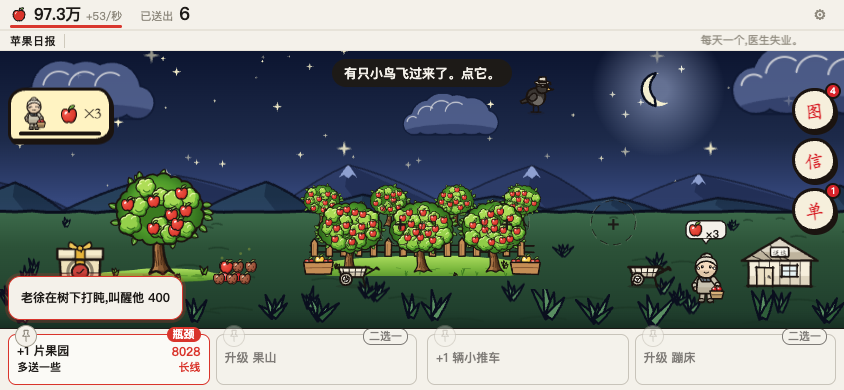 97.3万 +53/秒 已送出 6
苹果日报
每天一个,医生失业。
有只小鸟飞过来了。点它。
×3
4
图
信
1
单
×3
老徐在树下打盹,叫醒他 400
瓶颈
+1 片果园 8028
多送一些 长线
二选一
升级 果山
+1 辆小推车
二选一
升级 蹦床